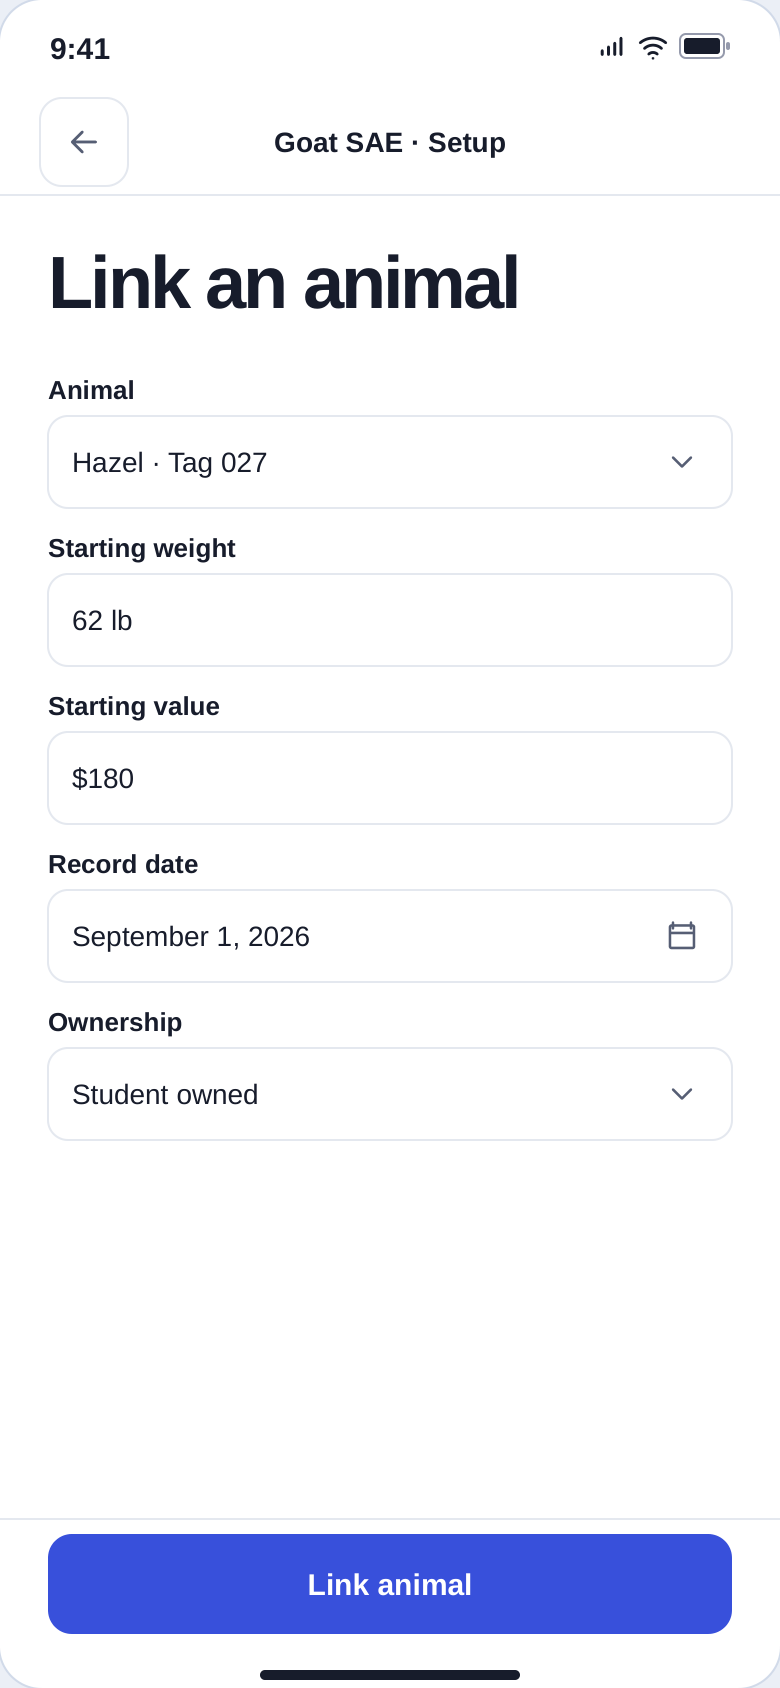 9:41
Goat SAE · Setup
Link an animal
Animal
Hazel · Tag 027
Starting weight
62 lb
Starting value
$180
Record date
September 1, 2026
Ownership
Student owned
Link animal